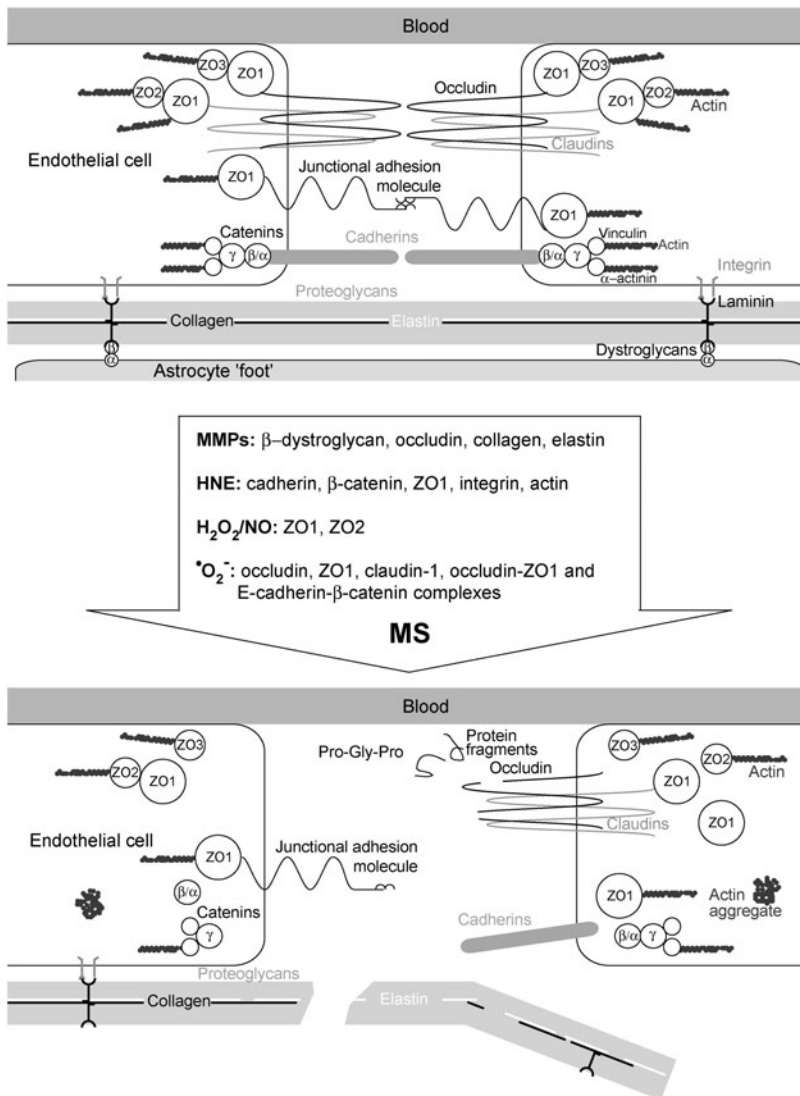 Blood
ZO3
ZO1
ZO1
ZO3
ZO2
ZO1
Occludin
ZO1
ZO2
Actin
Claudins
Endothelial cell
ZO1
Junctional adhesion
molecule
ZO1
Catenins
γ
β/α
Cadherins
β/α
γ
Vinculin
Actin
α–actinin
Integrin
Proteoglycans
Laminin
Collagen
Elastin
β
α
Dystroglycans
β
α
Astrocyte 'foot'
MMPs: β–dystroglycan, occludin, collagen, elastin
HNE: cadherin, β-catenin, ZO1, integrin, actin
H₂O₂/NO: ZO1, ZO2
•O₂⁻: occludin, ZO1, claudin-1, occludin-ZO1 and
E-cadherin-β-catenin complexes
MS
Blood
ZO3
ZO2
ZO1
Pro-Gly-Pro
Protein
fragments
Occludin
ZO3
ZO2
Actin
ZO1
Claudins
ZO1
Endothelial cell
ZO1
Junctional adhesion
molecule
β/α
Catenins
γ
Cadherins
ZO1
Actin
aggregate
β/α
γ
Proteoglycans
Collagen
Elastin